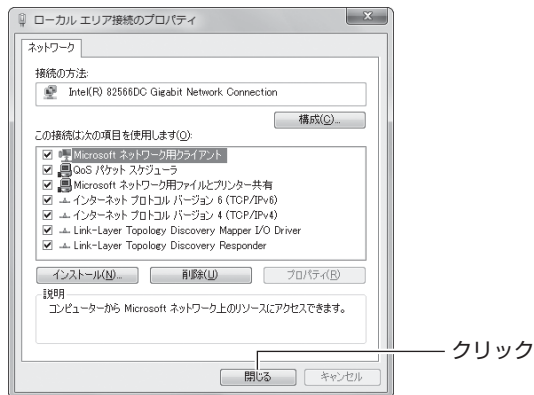 ローカル エリア接続のプロパティ
ネットワーク
接続の方法:
Intel(R) 82566DC Gigabit Network Connection
構成(C)...
この接続は次の項目を使用します(O):
Microsoft ネットワーク用クライアント
QoS パケット スケジューラ
Microsoft ネットワーク用ファイルとプリンター共有
インターネット プロトコル バージョン 6 (TCP/IPv6)
インターネット プロトコル バージョン 4 (TCP/IPv4)
Link-Layer Topology Discovery Mapper I/O Driver
Link-Layer Topology Discovery Responder
インストール(N)... 削除(U) プロパティ(R)
説明
コンピューターから Microsoft ネットワーク上のリソースにアクセスできます。
クリック
閉じる キャンセル